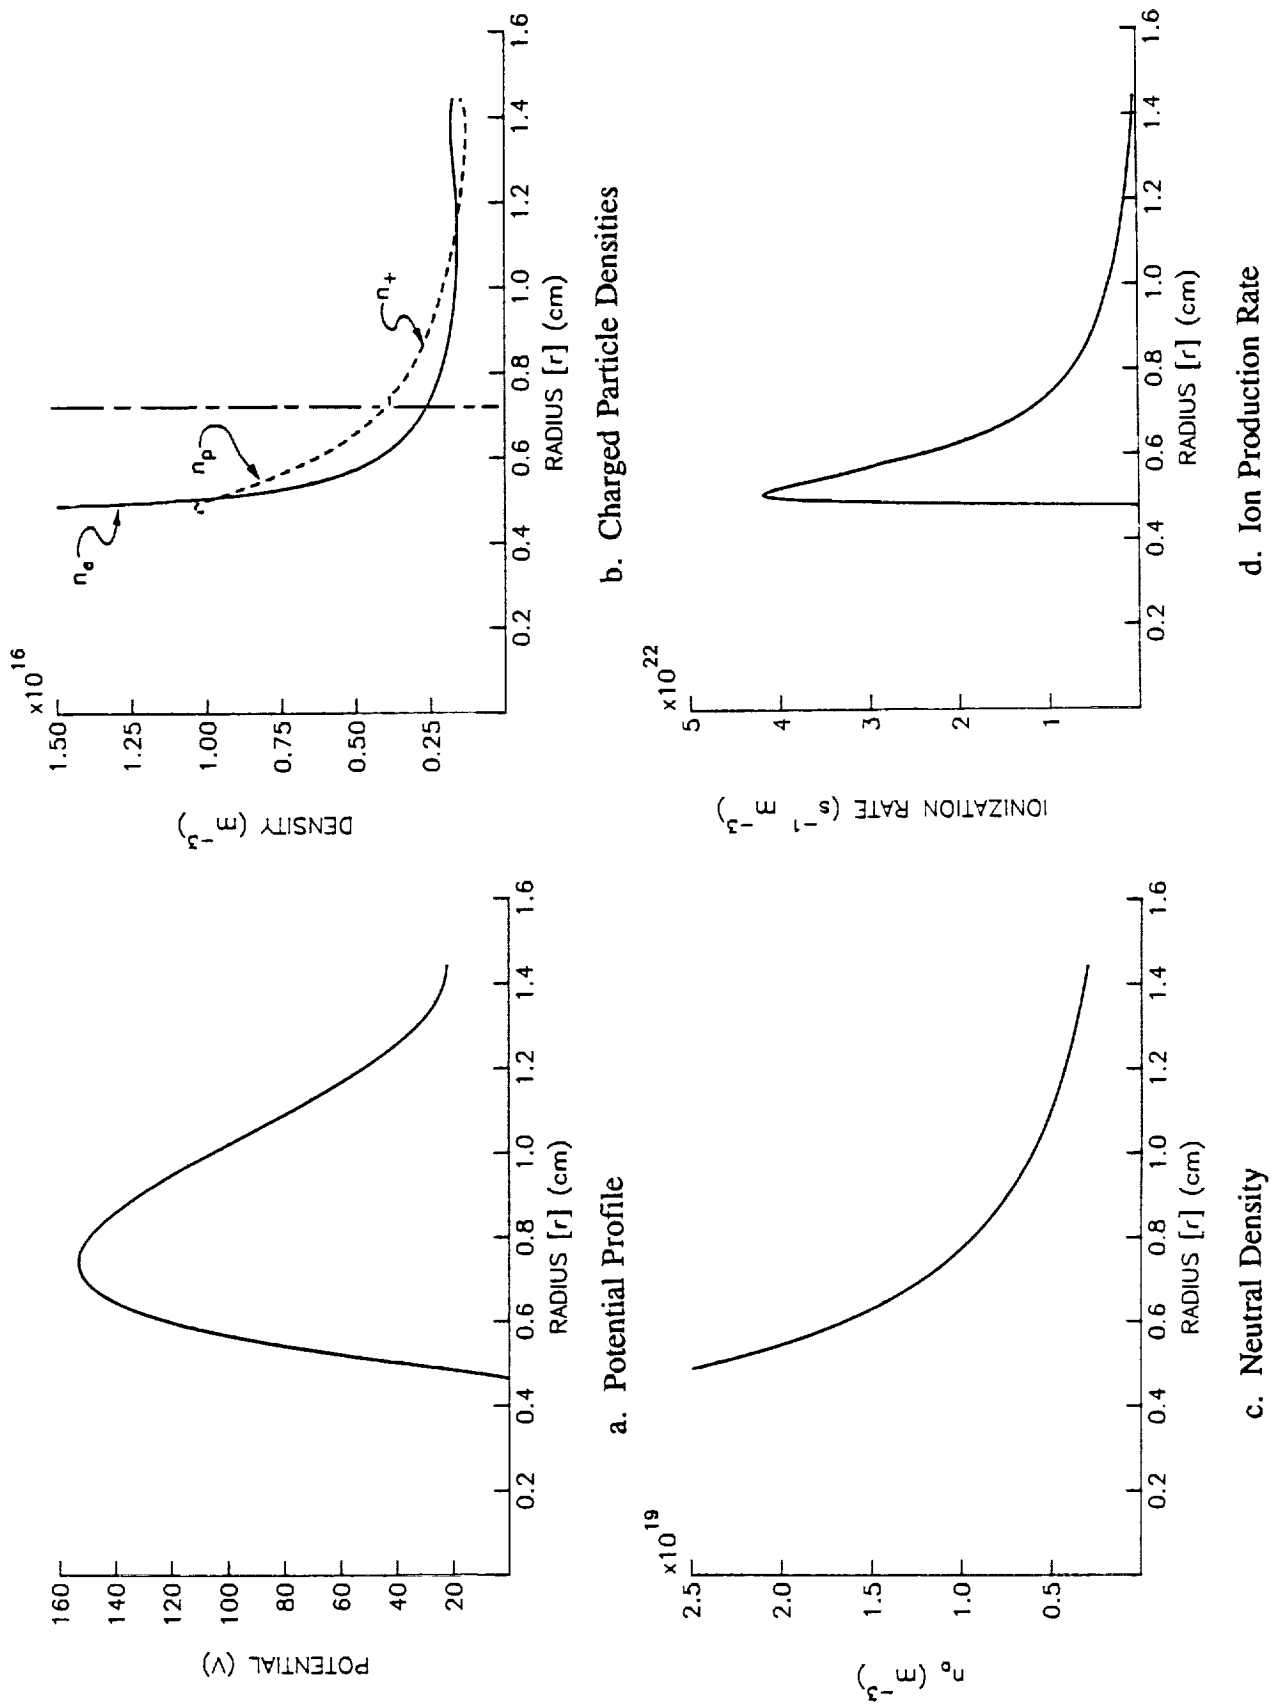 160
140
120
100
80
60
40
20
POTENTIAL (V)
0.2 0.4 0.6 0.8 1.0 1.2 1.4 1.6
RADIUS [r] (cm)
a. Potential Profile
x10^16
1.50
1.25
1.00
0.75
0.50
0.25
DENSITY (m^-3)
n_e
n_p
n_+
0.2 0.4 0.6 0.8 1.0 1.2 1.4 1.6
RADIUS [r] (cm)
b. Charged Particle Densities
x10^19
2.5
2.0
1.5
1.0
0.5
n_o (m^-3)
0.2 0.4 0.6 0.8 1.0 1.2 1.4 1.6
RADIUS [r] (cm)
c. Neutral Density
x10^22
5
4
3
2
1
IONIZATION RATE (s^-1 m^-3)
0.2 0.4 0.6 0.8 1.0 1.2 1.4 1.6
RADIUS [r] (cm)
d. Ion Production Rate